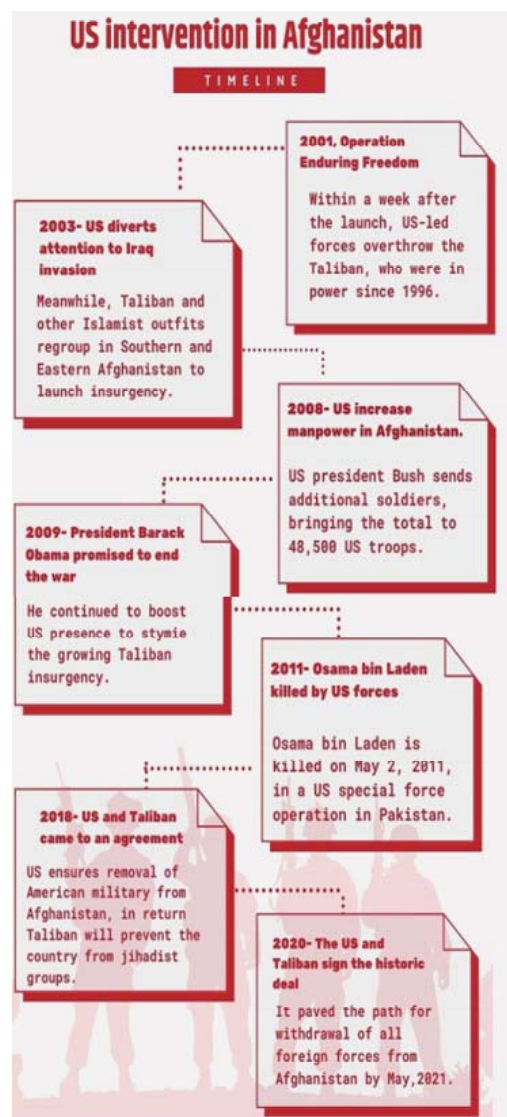 US intervention in Afghanistan
TIMELINE
2001, Operation
Enduring Freedom
Within a week after
the launch, US-led
forces overthrow the
Taliban, who were in
power since 1996.
2003- US diverts
attention to Iraq
invasion
Meanwhile, Taliban and
other Islamist outfits
regroup in Southern and
Eastern Afghanistan to
launch insurgency.
2008- US increase
manpower in Afghanistan.
US president Bush sends
additional soldiers,
bringing the total to
48,500 US troops.
2009- President Barack
Obama promised to end
the war
He continued to boost
US presence to stymie
the growing Taliban
insurgency.
2011- Osama bin Laden
killed by US forces
Osama bin Laden is
killed on May 2, 2011,
in a US special force
operation in Pakistan.
2018- US and Taliban
came to an agreement
US ensures removal of
American military from
Afghanistan, in return
Taliban will prevent the
country from jihadist
groups.
2020- The US and
Taliban sign the historic
deal
It paved the path for
withdrawal of all
foreign forces from
Afghanistan by May,2021.